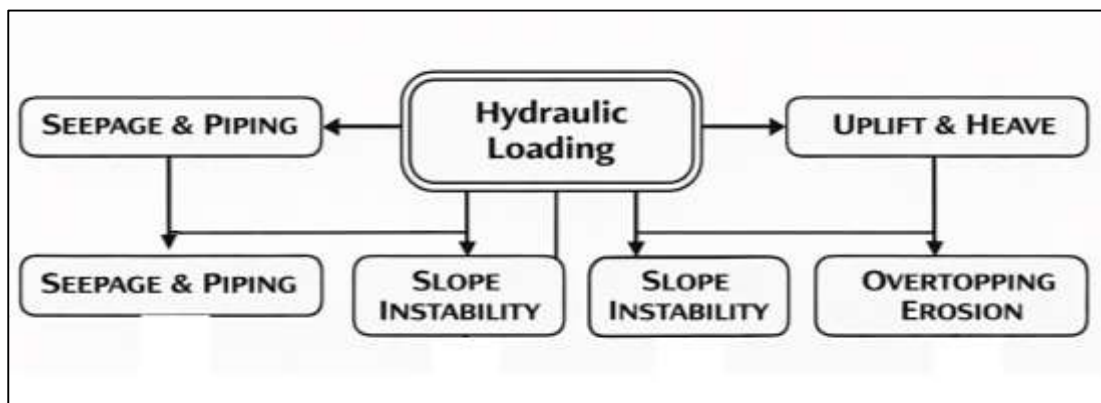 Hydraulic
Loading
SEEPAGE & PIPING
UPLIFT & HEAVE
SEEPAGE & PIPING
SLOPE
INSTABILITY
SLOPE
INSTABILITY
OVERTOPPING
EROSION